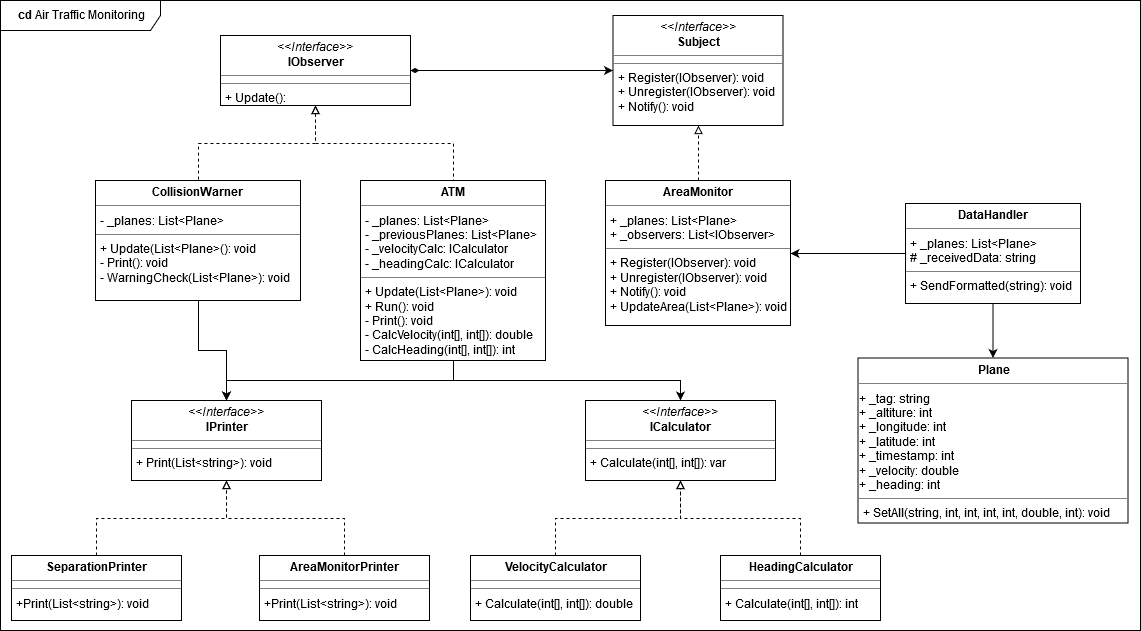 cd Air Traffic Monitoring
<<Interface>>
IObserver
+ Update():
<<Interface>>
Subject
+ Register(IObserver): void
+ Unregister(IObserver): void
+ Notify(): void
CollisionWarner
- _planes: List<Plane>
+ Update(List<Plane>(): void
- Print(): void
- WarningCheck(List<Plane>): void
ATM
- _planes: List<Plane>
- _previousPlanes: List<Plane>
- _velocityCalc: ICalculator
- _headingCalc: ICalculator
+ Update(List<Plane>): void
+ Run(): void
- Print(): void
- CalcVelocity(int[], int[]): double
- CalcHeading(int[], int[]): int
AreaMonitor
+ _planes: List<Plane>
+ _observers: List<IObserver>
+ Register(IObserver): void
+ Unregister(IObserver): void
+ Notify(): void
+ UpdateArea(List<Plane>): void
DataHandler
+ _planes: List<Plane>
# _receivedData: string
+ SendFormatted(string): void
Plane
+ _tag: string
+ _altiture: int
+ _longitude: int
+ _latitude: int
+ _timestamp: int
+ _velocity: double
+ _heading: int
+ SetAll(string, int, int, int, int, double, int): void
<<Interface>>
IPrinter
+ Print(List<string>): void
<<Interface>>
ICalculator
+ Calculate(int[], int[]): var
SeparationPrinter
+Print(List<string>): void
AreaMonitorPrinter
+Print(List<string>): void
VelocityCalculator
+ Calculate(int[], int[]): double
HeadingCalculator
+ Calculate(int[], int[]): int